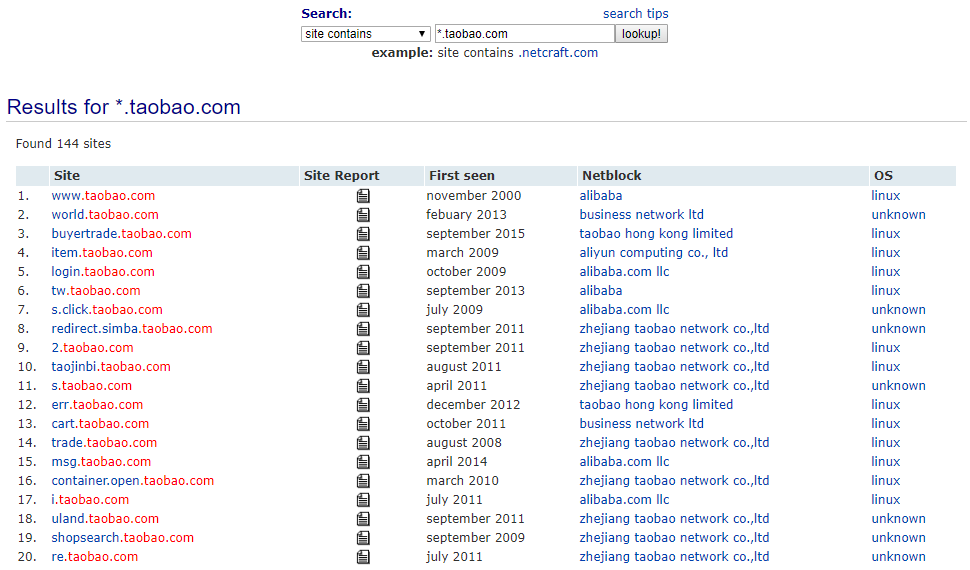 Search: search tips
site contains *.taobao.com lookup!
example: site contains .netcraft.com
Results for *.taobao.com
Found 144 sites
Site Site Report First seen Netblock OS
1. www.taobao.com november 2000 alibaba linux
2. world.taobao.com febuary 2013 business network ltd unknown
3. buyertrade.taobao.com september 2015 taobao hong kong limited linux
4. item.taobao.com march 2009 aliyun computing co., ltd linux
5. login.taobao.com october 2009 alibaba.com llc linux
6. tw.taobao.com september 2013 alibaba linux
7. s.click.taobao.com july 2009 alibaba.com llc unknown
8. redirect.simba.taobao.com september 2011 zhejiang taobao network co.,ltd unknown
9. 2.taobao.com september 2011 zhejiang taobao network co.,ltd linux
10. taojinbi.taobao.com august 2011 zhejiang taobao network co.,ltd linux
11. s.taobao.com april 2011 zhejiang taobao network co.,ltd unknown
12. err.taobao.com december 2012 taobao hong kong limited linux
13. cart.taobao.com october 2011 business network ltd linux
14. trade.taobao.com august 2008 zhejiang taobao network co.,ltd linux
15. msg.taobao.com april 2014 alibaba.com llc linux
16. container.open.taobao.com march 2010 zhejiang taobao network co.,ltd linux
17. i.taobao.com july 2011 alibaba.com llc linux
18. uland.taobao.com september 2011 zhejiang taobao network co.,ltd unknown
19. shopsearch.taobao.com september 2009 zhejiang taobao network co.,ltd unknown
20. re.taobao.com july 2011 zhejiang taobao network co.,ltd unknown